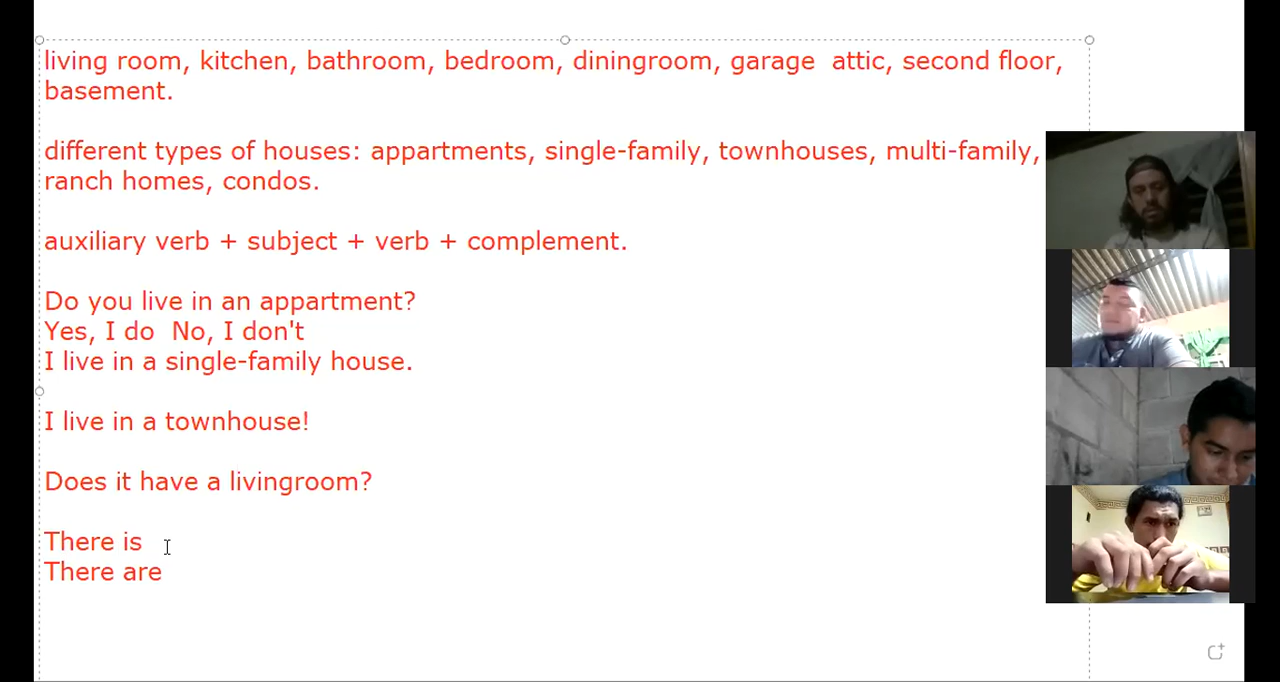 living room, kitchen, bathroom, bedroom, diningroom, garage  attic, second floor,
basement.
different types of houses: appartments, single-family, townhouses, multi-family,
ranch homes, condos.
auxiliary verb + subject + verb + complement.
Do you live in an appartment?
Yes, I do  No, I don't
I live in a single-family house.
I live in a townhouse!
Does it have a livingroom?
There is
There are